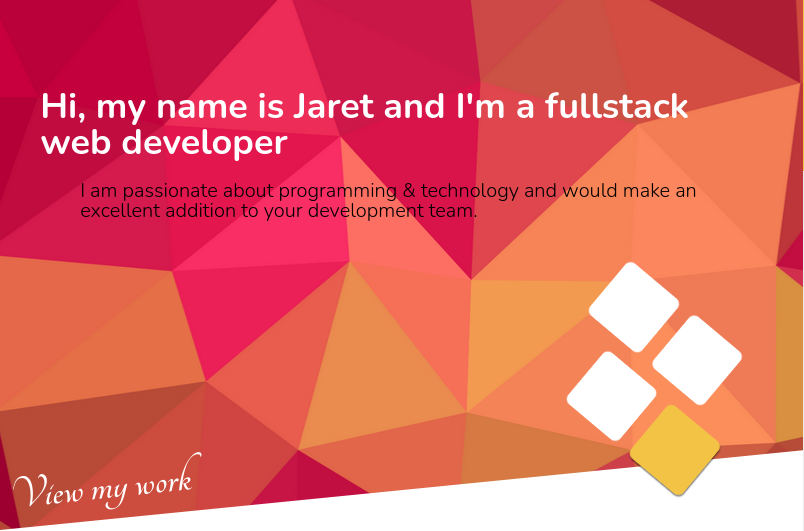 Hi, my name is Jaret and I'm a fullstack
web developer
I am passionate about programming & technology and would make an
excellent addition to your development team.
View my work